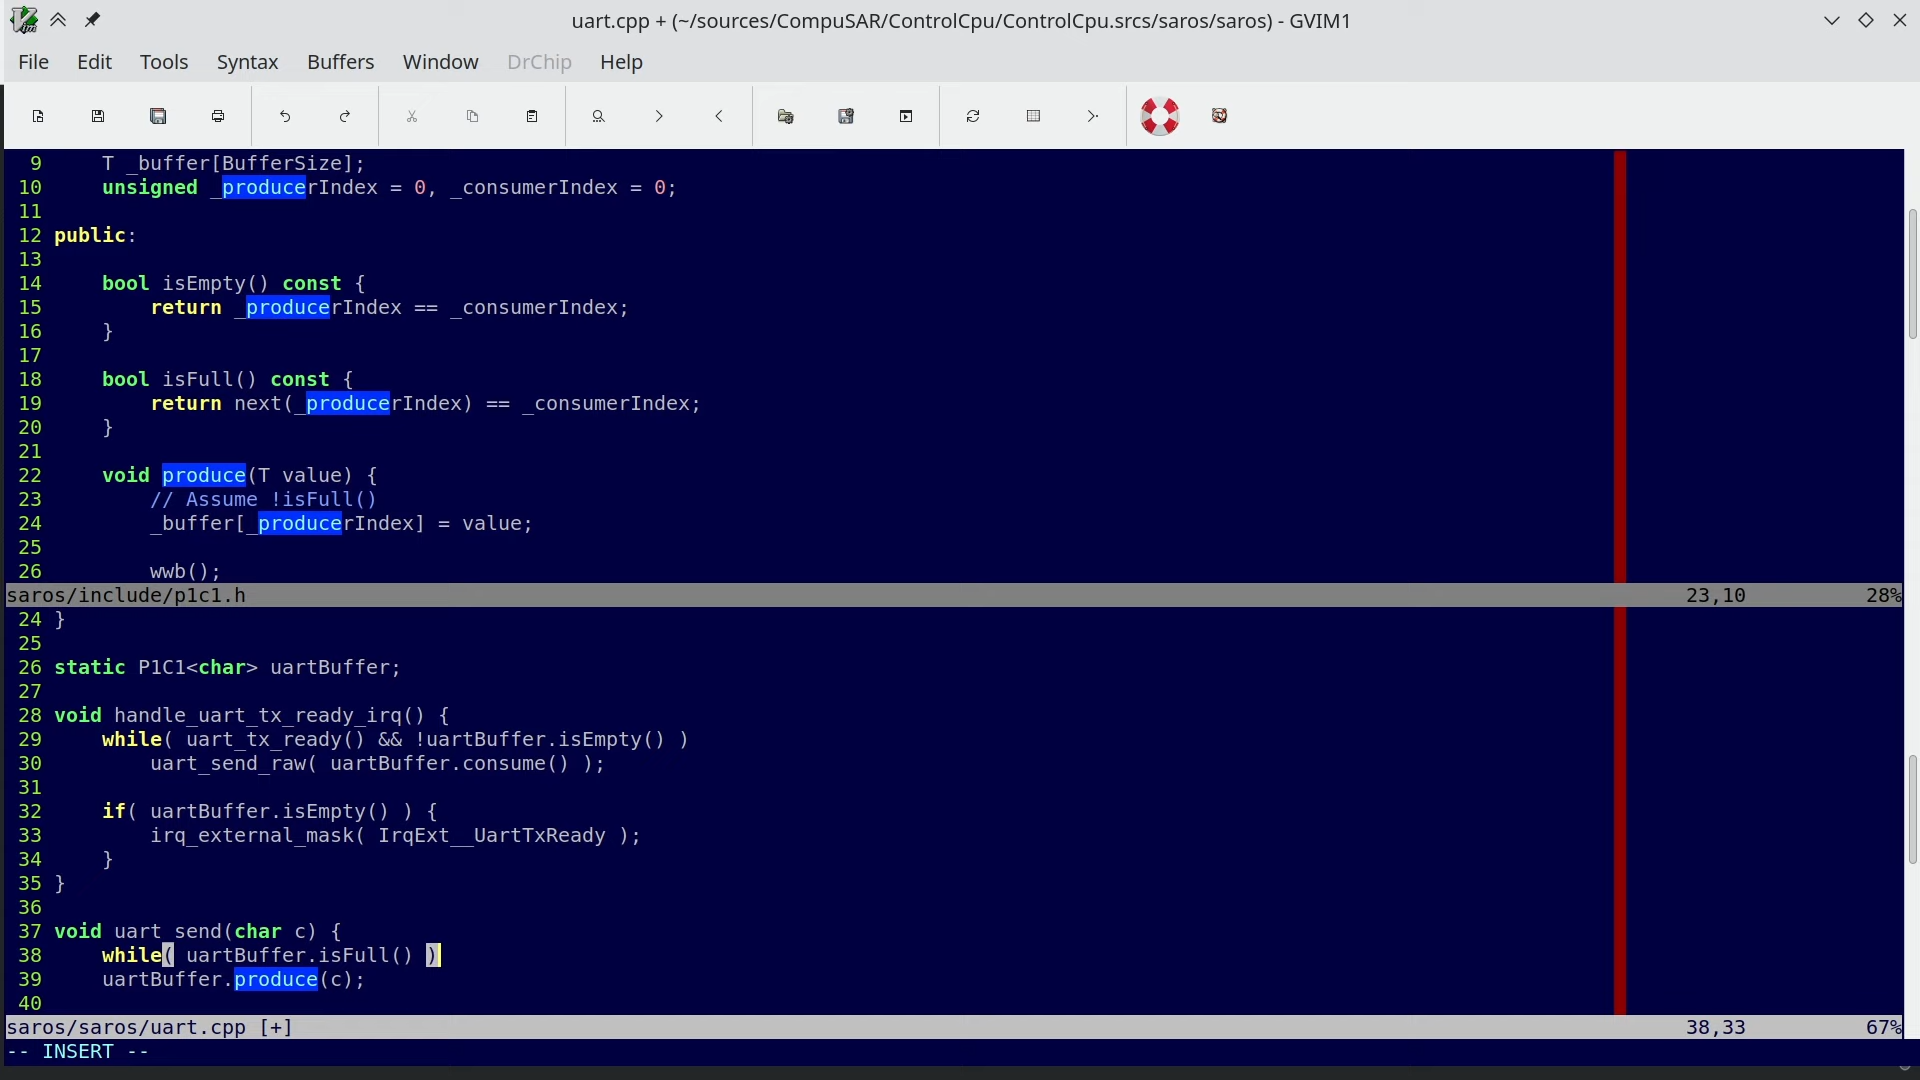 uart.cpp + (~/sources/CompuSAR/ControlCpu/ControlCpu.srcs/saros/saros) - GVIM1
File Edit Tools Syntax Buffers Window DrChip Help
9     T _buffer[BufferSize];
10     unsigned _producerIndex = 0, _consumerIndex = 0;
11
12 public:
13
14     bool isEmpty() const {
15         return _producerIndex == _consumerIndex;
16     }
17
18     bool isFull() const {
19         return next(_producerIndex) == _consumerIndex;
20     }
21
22     void produce(T value) {
23         // Assume !isFull()
24         _buffer[_producerIndex] = value;
25
26         wwb();
saros/include/p1c1.h 23,10 28%
24 }
25
26 static P1C1<char> uartBuffer;
27
28 void handle_uart_tx_ready_irq() {
29     while( uart_tx_ready() && !uartBuffer.isEmpty() )
30         uart_send_raw( uartBuffer.consume() );
31
32     if( uartBuffer.isEmpty() ) {
33         irq_external_mask( IrqExt__UartTxReady );
34     }
35 }
36
37 void uart_send(char c) {
38     while( uartBuffer.isFull() )
39     uartBuffer.produce(c);
40
saros/saros/uart.cpp [+] 38,33 67%
-- INSERT --